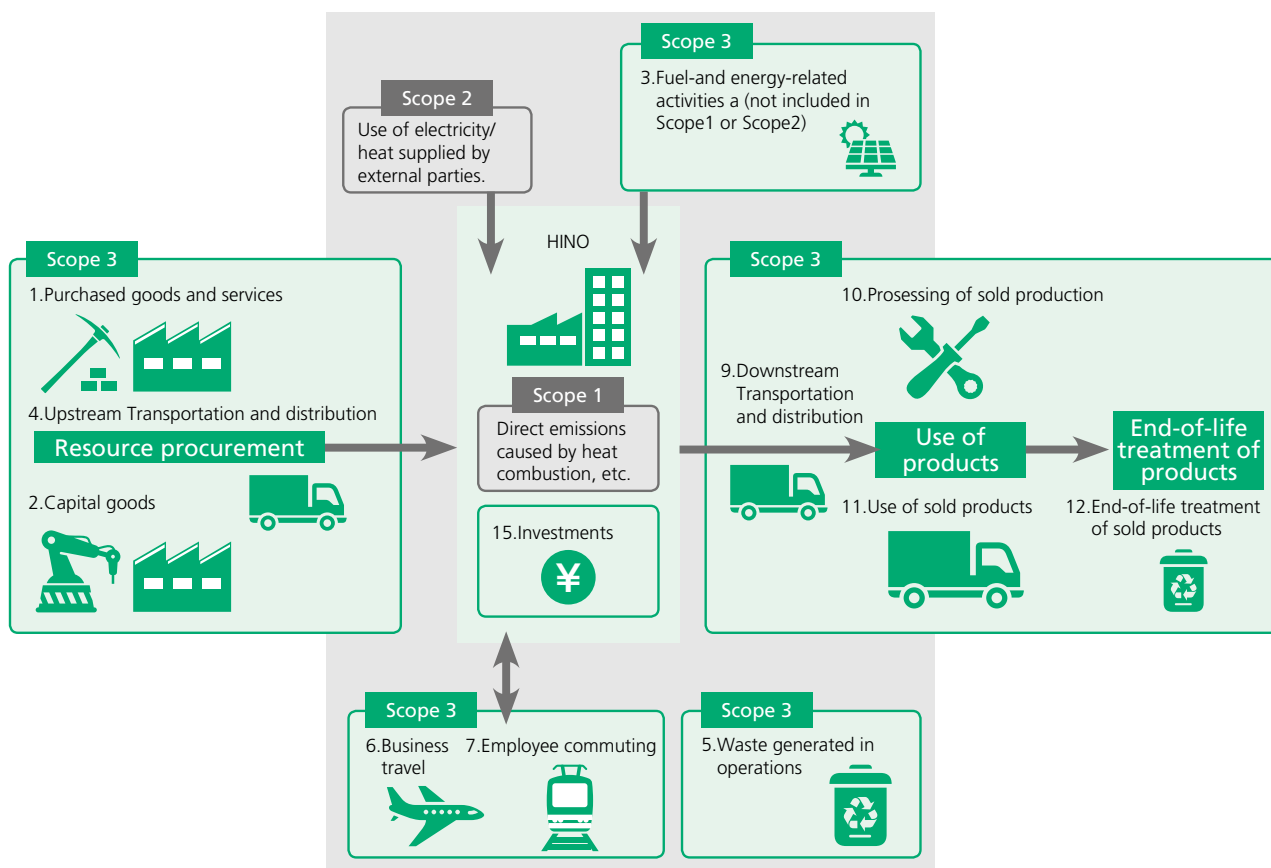 Scope 3
3.Fuel-and energy-related
activities a (not included in
Scope1 or Scope2)
Scope 2
Use of electricity/
heat supplied by
external parties.
HINO
Scope 1
Direct emissions
caused by heat
combustion, etc.
15.Investments
¥
Scope 3
1.Purchased goods and services
4.Upstream Transportation and distribution
Resource procurement
2.Capital goods
Scope 3
10.Prosessing of sold production
9.Downstream
Transportation
and distribution
Use of
products
End-of-life
treatment of
products
11.Use of sold products
12.End-of-life treatment
of sold products
Scope 3
6.Business
travel
7.Employee commuting
Scope 3
5.Waste generated in
operations